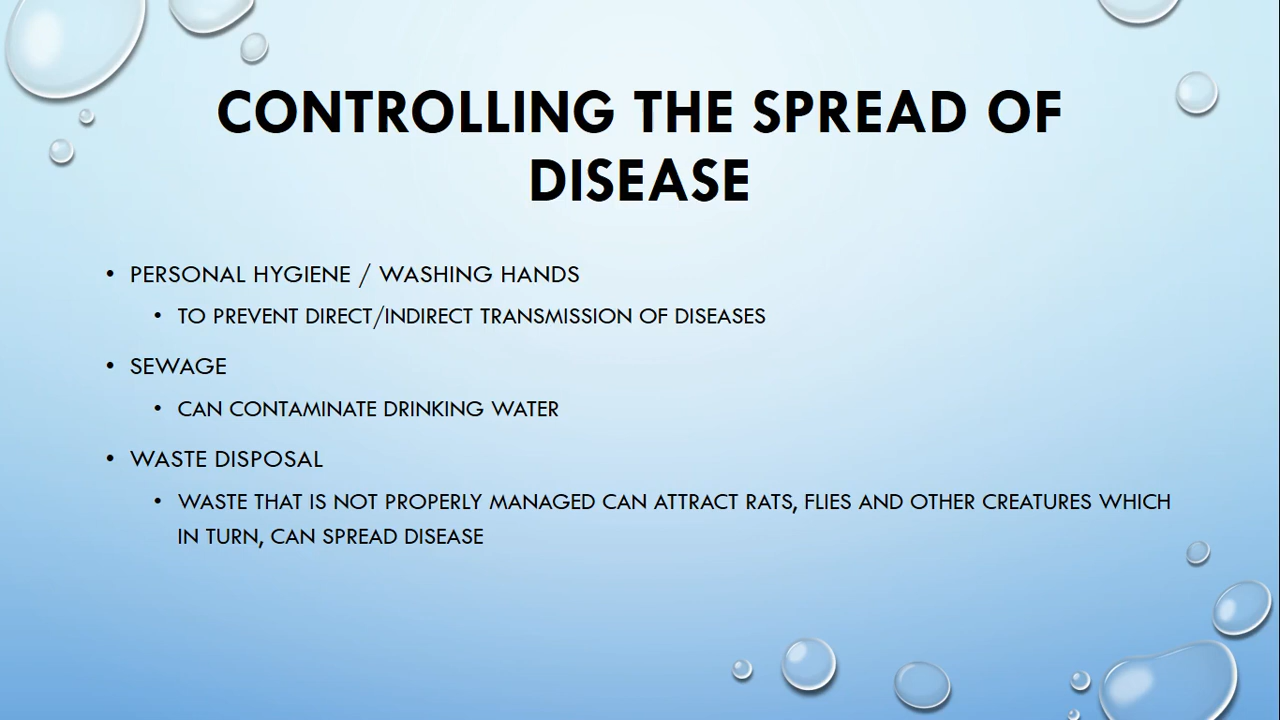 CONTROLLING THE SPREAD OF
DISEASE
• PERSONAL HYGIENE / WASHING HANDS
• TO PREVENT DIRECT/INDIRECT TRANSMISSION OF DISEASES
• SEWAGE
• CAN CONTAMINATE DRINKING WATER
• WASTE DISPOSAL
• WASTE THAT IS NOT PROPERLY MANAGED CAN ATTRACT RATS, FLIES AND OTHER CREATURES WHICH
IN TURN, CAN SPREAD DISEASE